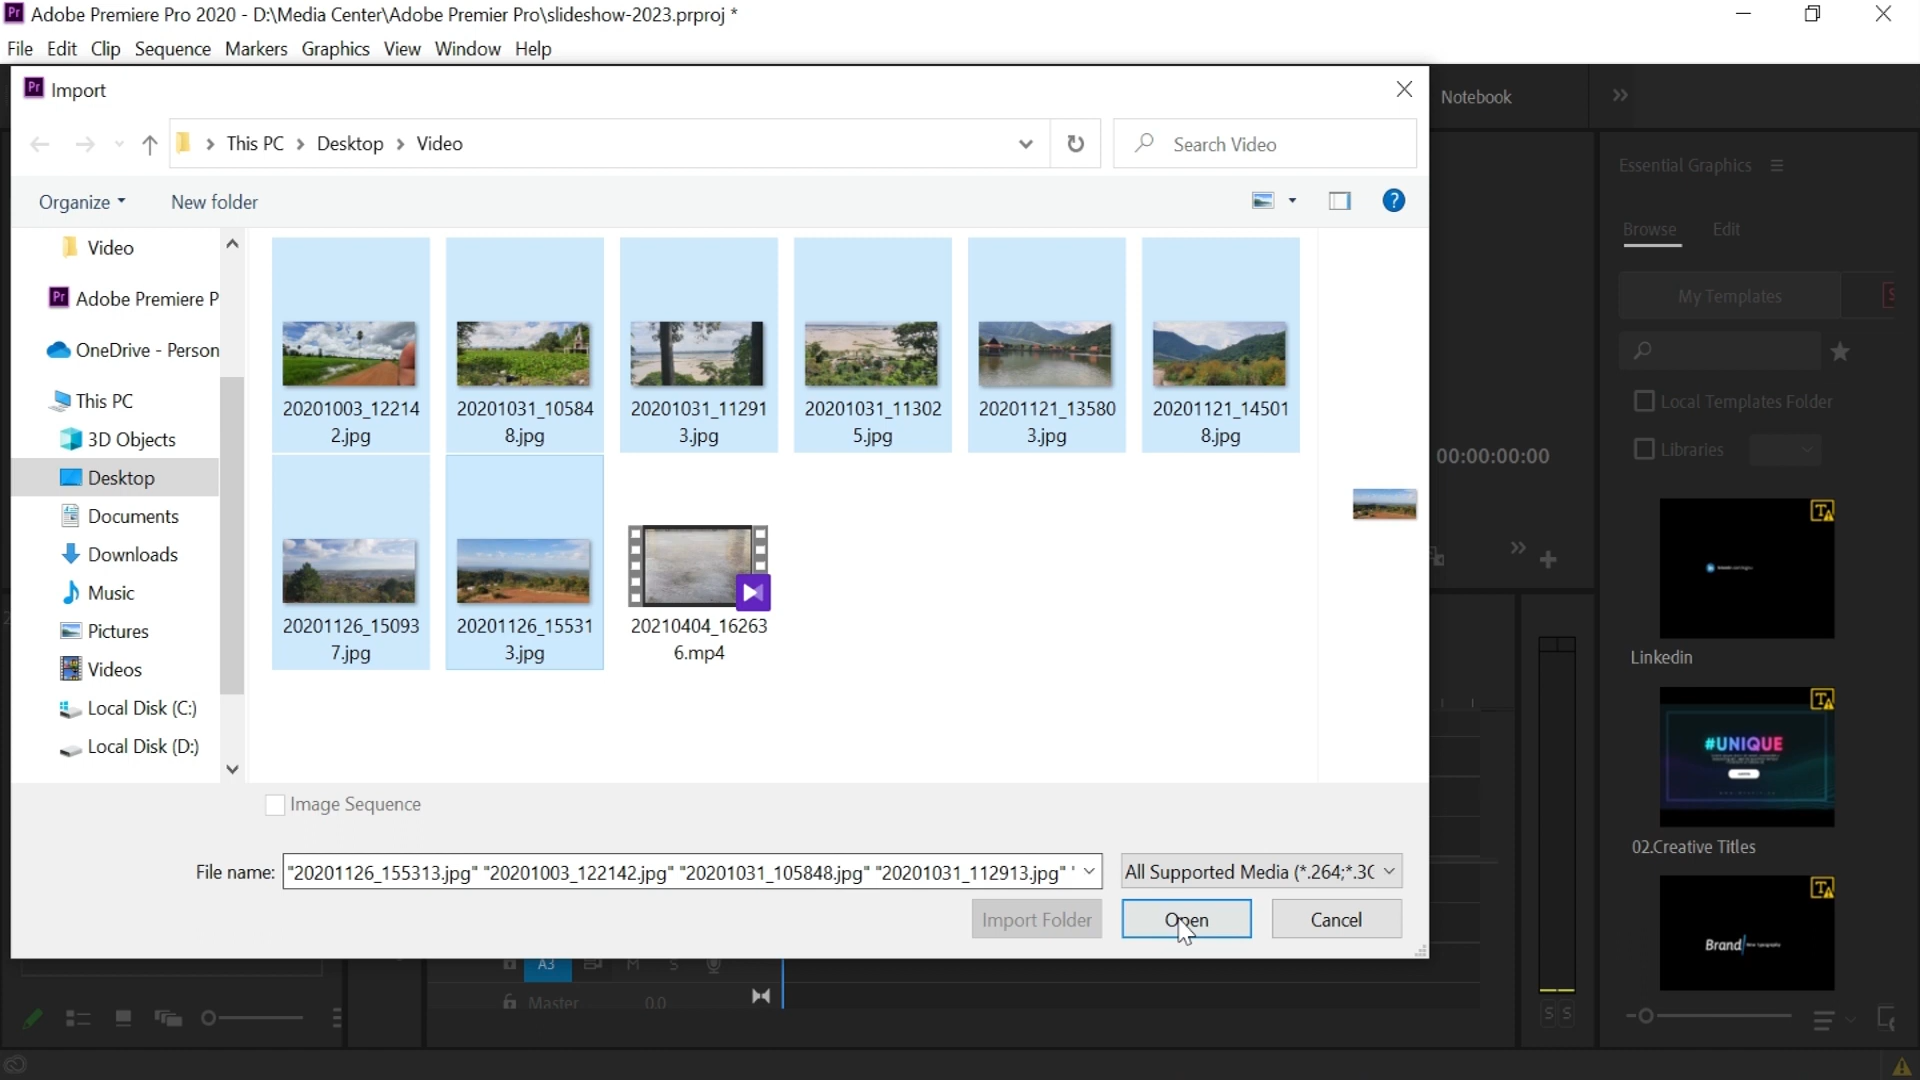 Pr Adobe Premiere Pro 2020 - D:\Media Center\Adobe Premier Pro\slideshow-2023.prproj *
File Edit Clip Sequence Markers Graphics View Window Help
Pr Import
Notebook
This PC > Desktop > Video
Search Video
Essential Graphics
Organize
New folder
Browse
Edit
Video
Pr Adobe Premiere P
My Templates
OneDrive - Person
This PC
Local Templates Folder
20201003_12214
2.jpg
20201031_10584
8.jpg
20201031_11291
3.jpg
20201031_11302
5.jpg
20201121_13580
3.jpg
20201121_14501
8.jpg
3D Objects
Libraries
00:00:00:00
Desktop
Documents
Downloads
Music
Pictures
Videos
20201126_15093
7.jpg
20201126_15531
3.jpg
20210404_16263
6.mp4
Linkedin
Local Disk (C:)
Local Disk (D:)
#UNIQUE
Image Sequence
02.Creative Titles
File name: "20201126_155313.jpg" "20201003_122142.jpg" "20201031_105848.jpg" "20201031_112913.jpg" "
All Supported Media (*.264;*.3G
Import Folder
Open
Cancel
Brand
A3 M S
Master 0.0
S S